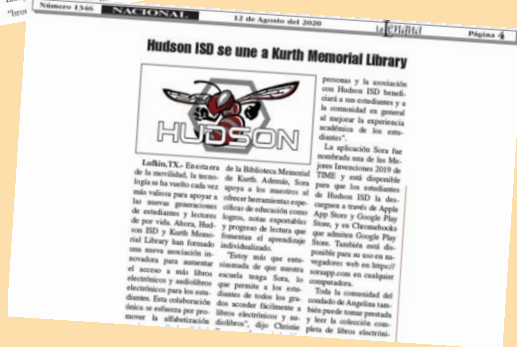 "brow
Número 1346
NACIONAL
12 de Agosto del 2020
Página 4
Hudson ISD se une a Kurth Memorial Library
HUDSON
Lufkin, TX.- En esta era
de la movilidad, la tecno-
logía se ha vuelto cada vez
más valiosa para apoyar a
las nuevas generaciones
de estudiantes y lectores
de por vida. Ahora, Hud-
son ISD y Kurth Memo-
rial Library han formado
una nueva asociación in-
novadora para aumentar
el acceso a más libros
electrónicos y audiolibros
electrónicos para los estu-
diantes. Esta colaboración
única se esfuerza por pro-
mover la alfabetización
de la Biblioteca Memorial
de Kurth. Además, Sora
apoya a los maestros al
ofrecer herramientas espe-
cíficas de educación como
logros, notas exportables
y progreso de lectura que
fomentan el aprendizaje
individualizado.
"Estoy más que entu-
siasmada de que nuestra
escuela tenga Sora, lo
que permite a los estu-
diantes de todos los gra-
dos acceder fácilmente a
libros electrónicos y au-
diolibros", dijo Christie
personas y la asociación
con Hudson ISD benefi-
ciará a sus estudiantes y a
la comunidad en general
al mejorar la experiencia
académica de los estu-
diantes".
La aplicación Sora fue
nombrada una de las Me-
jores Invenciones 2019 de
TIME y está disponible
para que los estudiantes
de Hudson ISD la des-
carguen a través de Apple
App Store y Google Play
Store, y en Chromebooks
que admiten Google Play
Store. También está dis-
ponible para su uso en na-
vegadores web en https://
soraapp.com en cualquier
computadora.
Toda la comunidad del
condado de Angelina tam-
bién puede tomar prestada
y leer la colección com-
pleta de libros electróni-